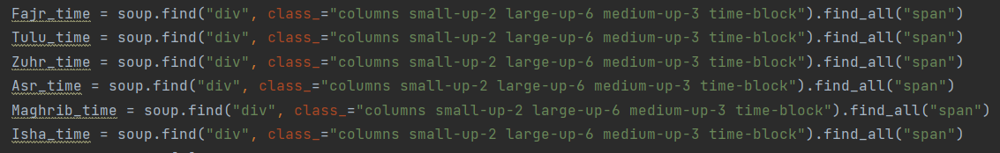 Fajr_time = soup.find("div", class_="columns small-up-2 large-up-6 medium-up-3 time-block").find_all("span")
Tulu_time = soup.find("div", class_="columns small-up-2 large-up-6 medium-up-3 time-block").find_all("span")
Zuhr_time = soup.find("div", class_="columns small-up-2 large-up-6 medium-up-3 time-block").find_all("span")
Asr_time = soup.find("div", class_="columns small-up-2 large-up-6 medium-up-3 time-block").find_all("span")
Maghrib_time = soup.find("div", class_="columns small-up-2 large-up-6 medium-up-3 time-block").find_all("span")
Isha_time = soup.find("div", class_="columns small-up-2 large-up-6 medium-up-3 time-block").find_all("span")